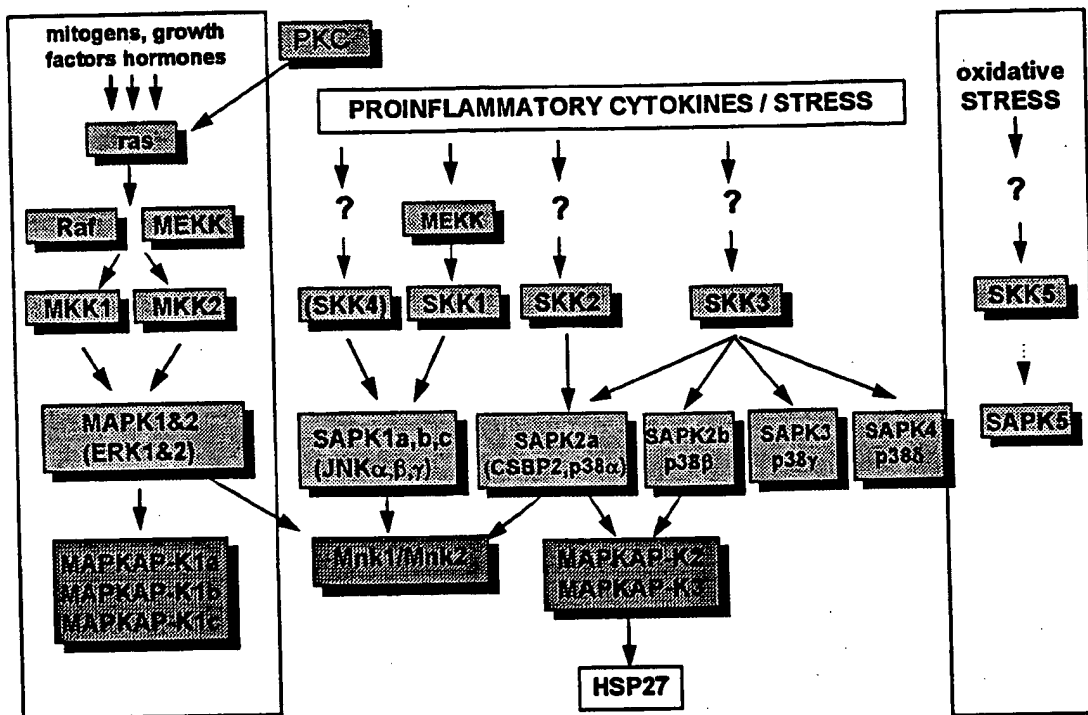 mitogens, growth
factors hormones
PKC
ras
Raf
MEKK
MKK1
MKK2
MAPK1&2
(ERK1&2)
MAPKAP-K1a
MAPKAP-K1b
MAPKAP-K1c
PROINFLAMMATORY CYTOKINES / STRESS
?
MEKK
?
?
(SKK4)
SKK1
SKK2
SKK3
SAPK1a,b,c
(JNKα,β,γ)
SAPK2a
(CSBP2,p38α)
SAPK2b
p38β
SAPK3
p38γ
SAPK4
p38δ
Mnk1/Mnk2
MAPKAP-K2
MAPKAP-K3
HSP27
oxidative
STRESS
?
SKK5
SAPK5